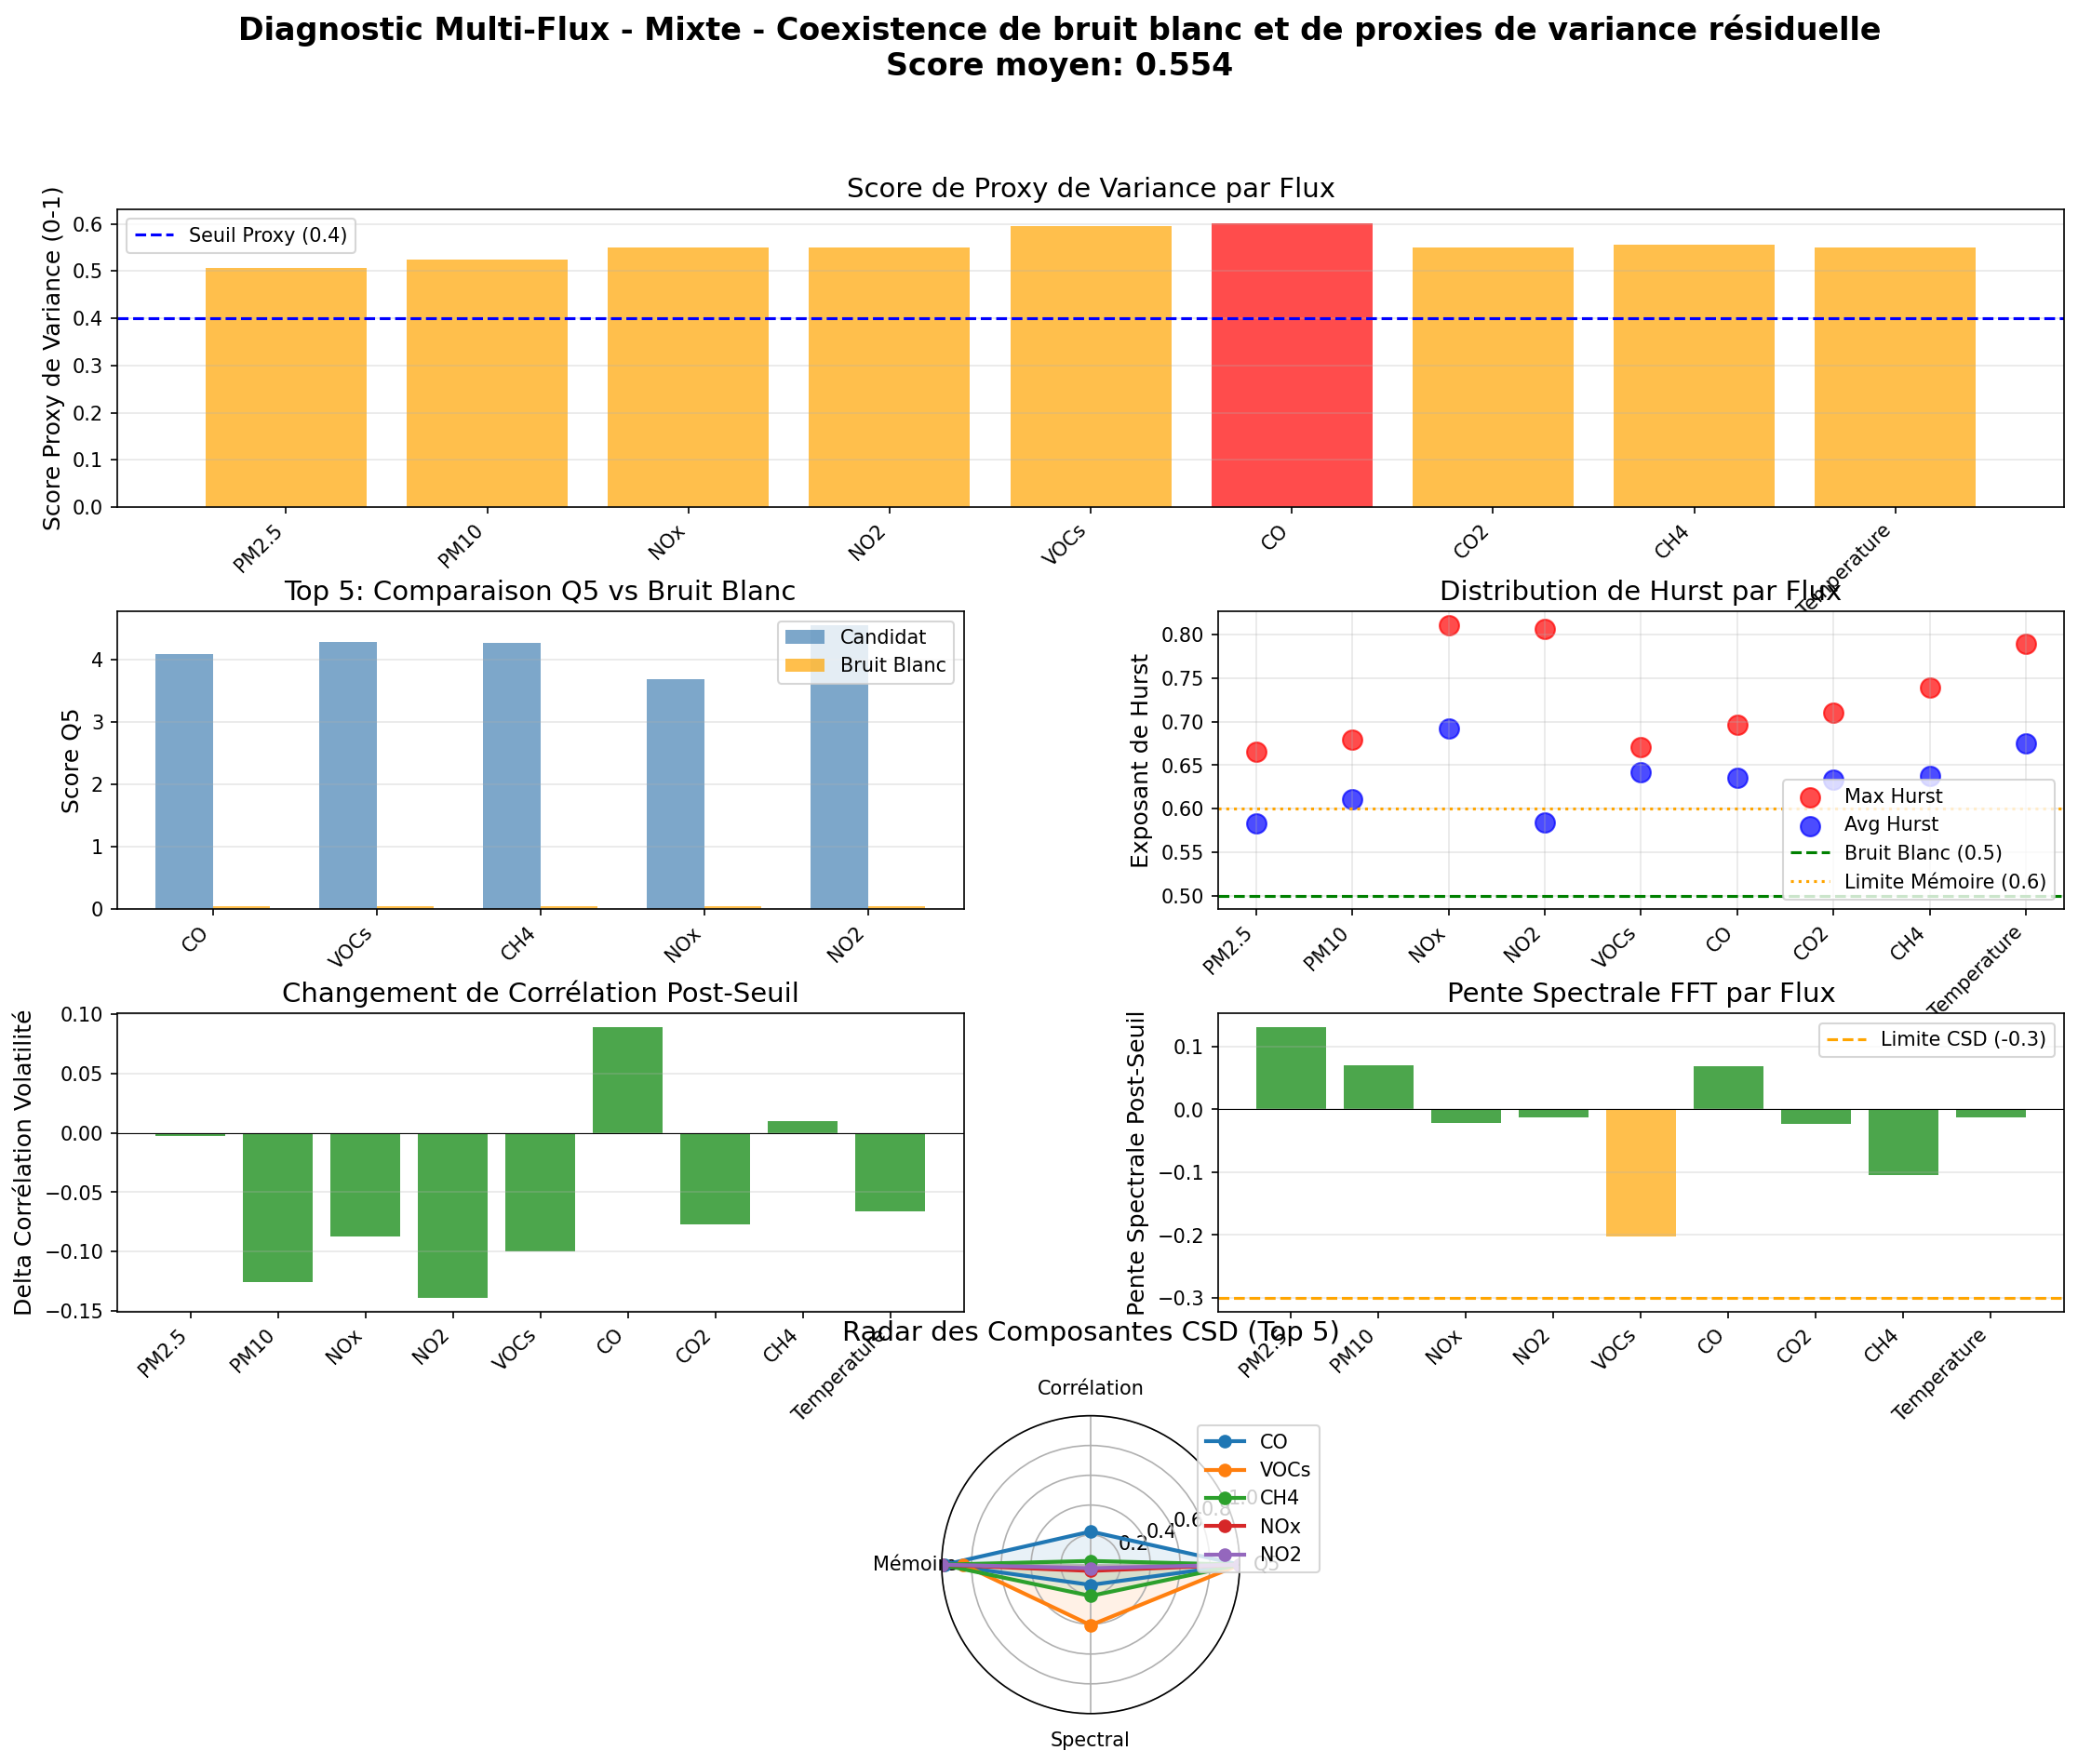 Diagnostic Multi-Flux - Mixte - Coexistence de bruit blanc et de proxies de variance résiduelle
Score moyen: 0.554
Score de Proxy de Variance par Flux
Score Proxy de Variance (0-1)
0.6
0.5
0.4
0.3
0.2
0.1
0.0
Seuil Proxy (0.4)
PM2.5
PM10
NOx
NO2
VOCs
CO
CO2
CH4
Temperature
Top 5: Comparaison Q5 vs Bruit Blanc
Score Q5
4
3
2
1
0
Candidat
Bruit Blanc
CO
VOCs
CH4
NOx
NO2
Distribution de Hurst par Flux
Exposant de Hurst
0.80
0.75
0.70
0.65
0.60
0.55
0.50
Max Hurst
Avg Hurst
Bruit Blanc (0.5)
Limite Mémoire (0.6)
PM2.5
PM10
NOx
NO2
VOCs
CO
CO2
CH4
Temperature
Changement de Corrélation Post-Seuil
Delta Corrélation Volatilité
0.10
0.05
0.00
−0.05
−0.10
−0.15
PM2.5
PM10
NOx
NO2
VOCs
CO
CO2
CH4
Temperature
Pente Spectrale FFT par Flux
Pente Spectrale Post-Seuil
0.1
0.0
−0.1
−0.2
−0.3
Limite CSD (-0.3)
PM2.5
PM10
NOx
NO2
VOCs
CO
CO2
CH4
Temperature
Radar des Composantes CSD (Top 5)
Corrélation
Mémoire
Spectral
Q5
0.2
0.4
0.6
0.8
1.0
CO
VOCs
CH4
NOx
NO2